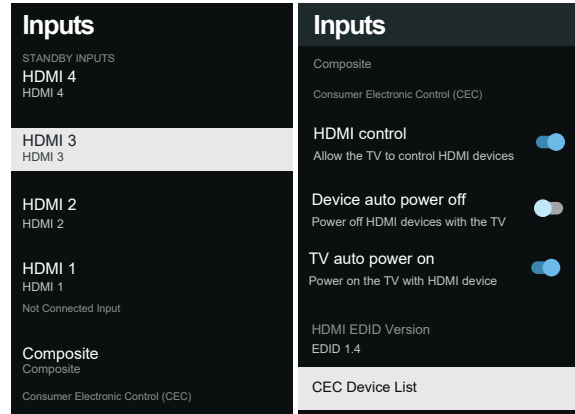 Inputs
STANDBY INPUTS
HDMI 4
HDMI 4
HDMI 3
HDMI 3
HDMI 2
HDMI 2
HDMI 1
HDMI 1
Not Connected Input
Composite
Composite
Consumer Electronic Control (CEC)
Inputs
Composite
Consumer Electronic Control (CEC)
HDMI control
Allow the TV to control HDMI devices
Device auto power off
Power off HDMI devices with the TV
TV auto power on
Power on the TV with HDMI device
HDMI EDID Version
EDID 1.4
CEC Device List